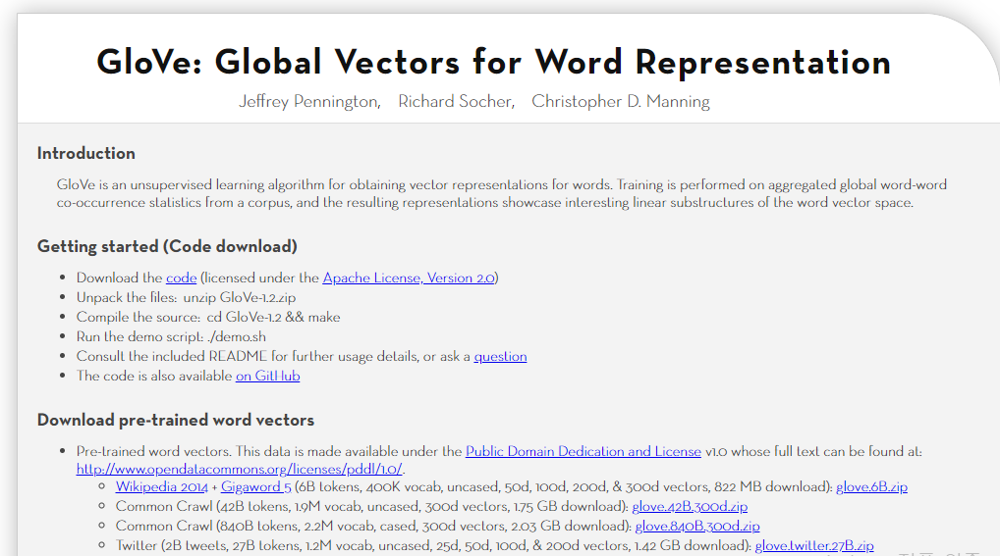 GloVe: Global Vectors for Word Representation
Jeffrey Pennington, Richard Socher, Christopher D. Manning
Introduction
GloVe is an unsupervised learning algorithm for obtaining vector representations for words. Training is performed on aggregated global word-word
co-occurrence statistics from a corpus, and the resulting representations showcase interesting linear substructures of the word vector space.
Getting started (Code download)
Download the code (licensed under the Apache License, Version 2.0)
Unpack the files: unzip GloVe-1.2.zip
Compile the source: cd GloVe-1.2 && make
Run the demo script: ./demo.sh
Consult the included README for further usage details, or ask a question
The code is also available on GitHub
Download pre-trained word vectors
Pre-trained word vectors. This data is made available under the Public Domain Dedication and License v1.0 whose full text can be found at:
http://www.opendatacommons.org/licenses/pddl/1.0/.
Wikipedia 2014 + Gigaword 5 (6B tokens, 400K vocab, uncased, 50d, 100d, 200d, & 300d vectors, 822 MB download): glove.6B.zip
Common Crawl (42B tokens, 1.9M vocab, uncased, 300d vectors, 1.75 GB download): glove.42B.300d.zip
Common Crawl (840B tokens, 2.2M vocab, cased, 300d vectors, 2.03 GB download): glove.840B.300d.zip
Twitter (2B tweets, 27B tokens, 1.2M vocab, uncased, 25d, 50d, 100d, & 200d vectors, 1.42 GB download): glove.twitter.27B.zip